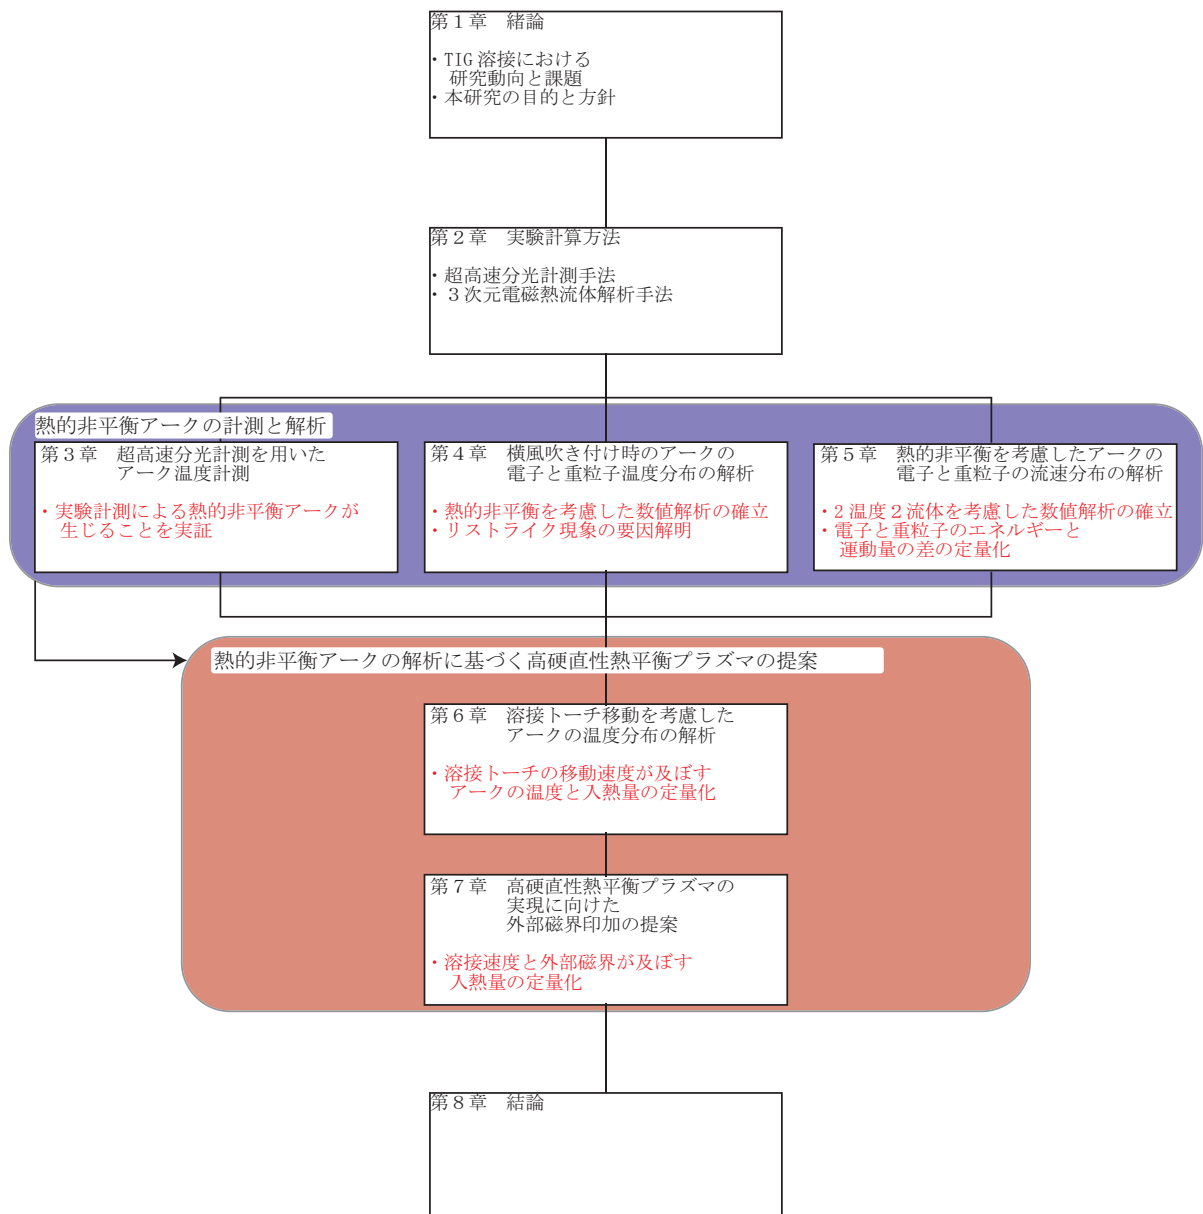 第１章　緒論
・TIG 溶接における
研究動向と課題
・本研究の目的と方針
第２章　実験計算方法
・超高速分光計測手法
・３次元電磁熱流体解析手法
熱的非平衡アークの計測と解析
第３章　超高速分光計測を用いた
アーク温度計測
・実験計測による熱的非平衡アークが
生じることを実証
第４章　横風吹き付け時のアークの
電子と重粒子温度分布の解析
・熱的非平衡を考慮した数値解析の確立
・リストライク現象の要因解明
第５章　熱的非平衡を考慮したアークの
電子と重粒子の流速分布の解析
・２温度２流体を考慮した数値解析の確立
・電子と重粒子のエネルギーと
運動量の差の定量化
熱的非平衡アークの解析に基づく高硬直性熱平衡プラズマの提案
第６章　溶接トーチ移動を考慮した
アークの温度分布の解析
・溶接トーチの移動速度が及ぼす
アークの温度と入熱量の定量化
第７章　高硬直性熱平衡プラズマの
実現に向けた
外部磁界印加の提案
・溶接速度と外部磁界が及ぼす
入熱量の定量化
第８章　結論